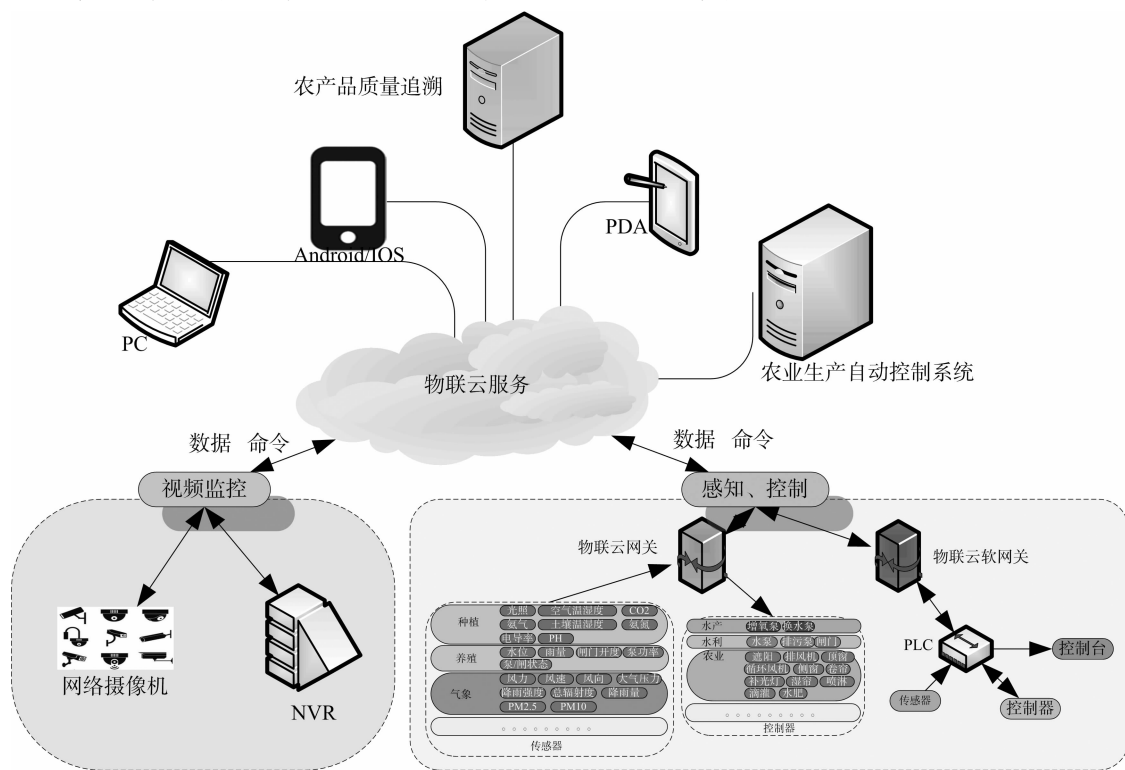 农产品质量追溯
Android/IOS
PDA
PC
农业生产自动控制系统
物联云服务
数据 命令
数据 命令
视频监控
感知、控制
物联云网关
物联云软网关
网络摄像机
NVR
种植
光照 空气温湿度 CO2
氨气 土壤温湿度 氨氮
电导率 PH
养殖
水位 雨量 闸门开度 泵功率
泵/闸状态
气象
风力 风速 风向 大气压力
降雨强度 总辐射度 降雨量
PM2.5 PM10
传感器
水产 增氧泵 换水泵
水利 水泵 排污泵 闸门
农业
遮阳 排风机 顶窗
循环风机 侧窗 卷帘
补光灯 湿帘 喷淋
滴灌 水肥
控制器
PLC
控制台
传感器
控制器